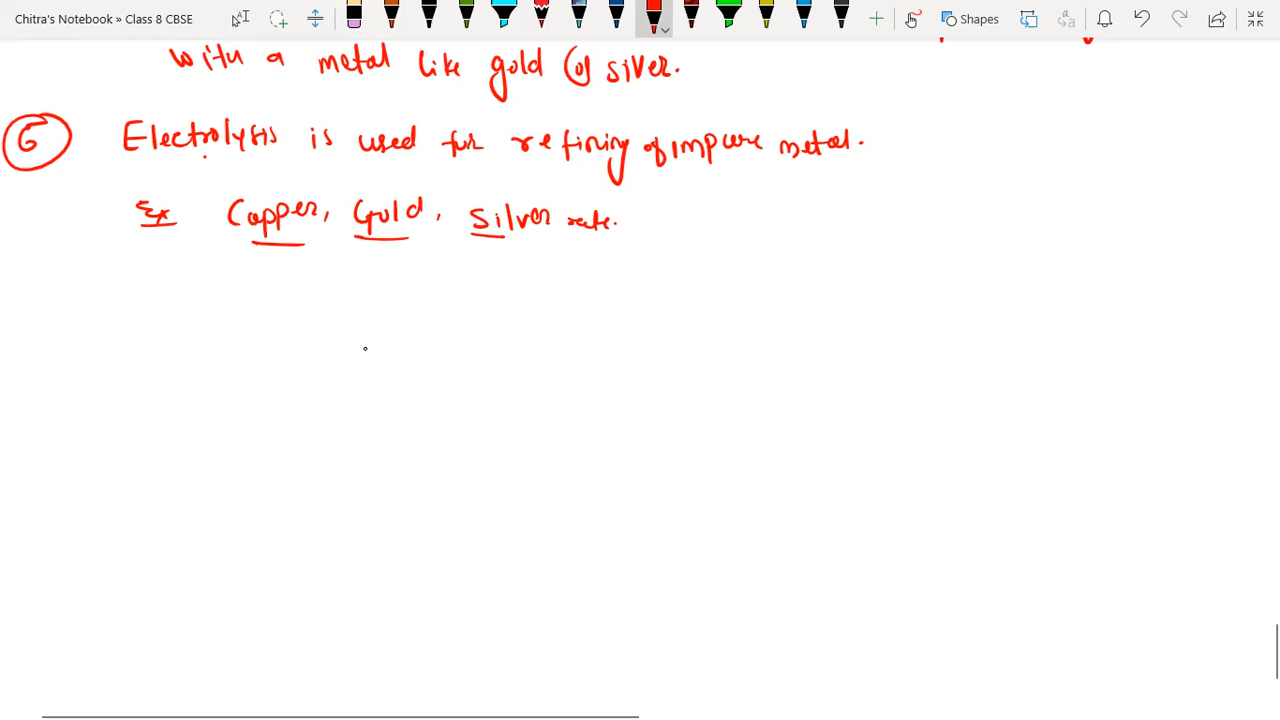 Chitra's Notebook » Class 8 CBSE
Shapes
with a metal like gold (or) silver.
6 Electrolysis is used for refining of impure metal.
Ex Copper, Gold, Silver